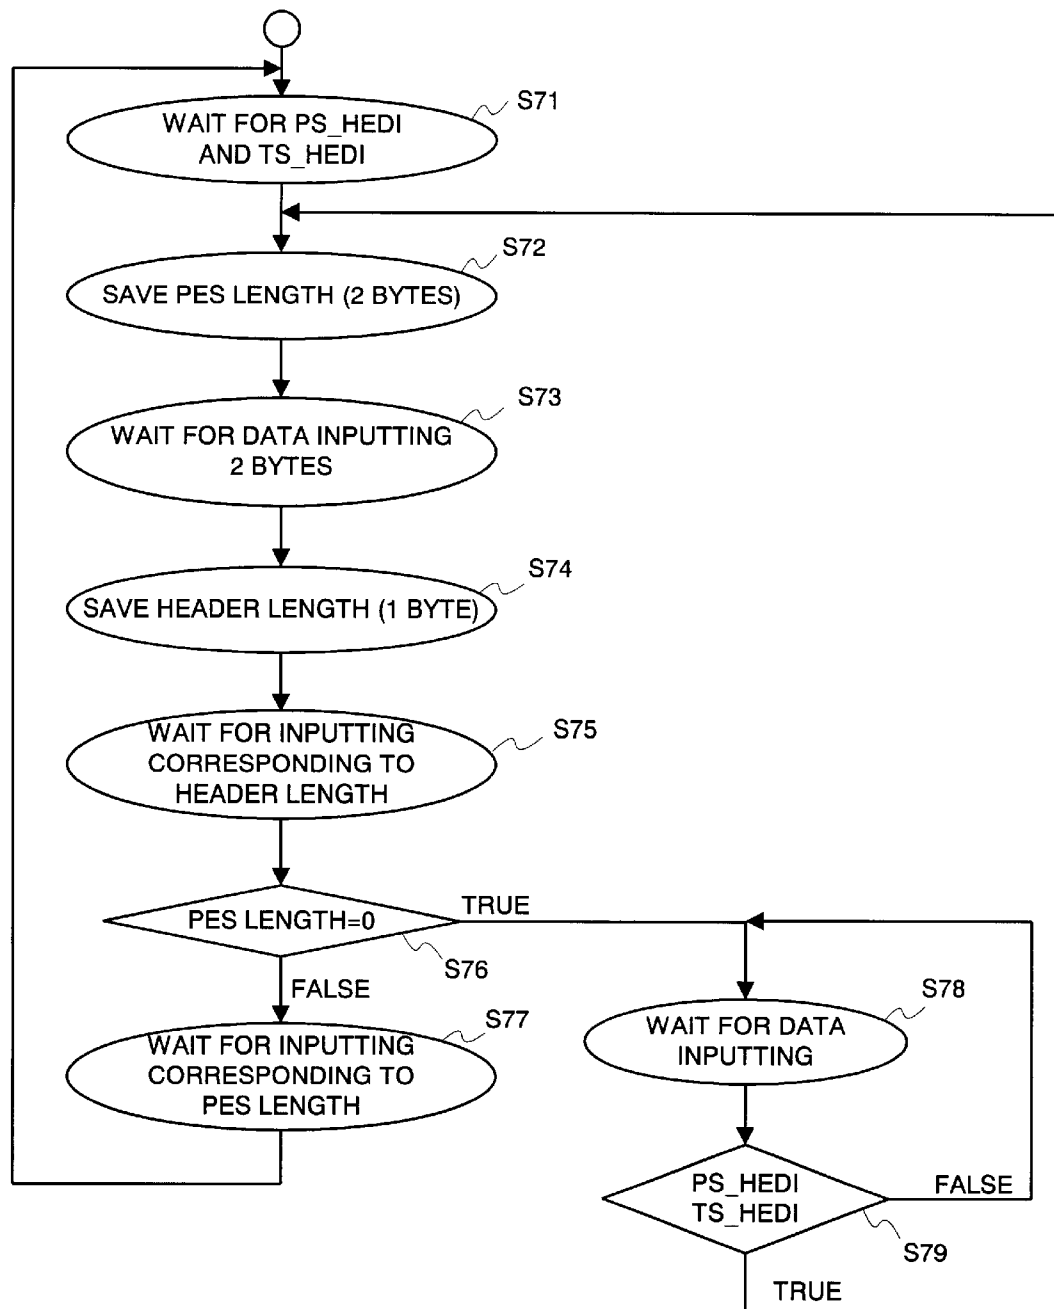 S71
WAIT FOR PS_HEDI
AND TS_HEDI
S72
SAVE PES LENGTH (2 BYTES)
S73
WAIT FOR DATA INPUTTING
2 BYTES
S74
SAVE HEADER LENGTH (1 BYTE)
S75
WAIT FOR INPUTTING
CORRESPONDING TO
HEADER LENGTH
PES LENGTH=0
TRUE
S76
FALSE
S77
WAIT FOR INPUTTING
CORRESPONDING TO
PES LENGTH
S78
WAIT FOR DATA
INPUTTING
PS_HEDI
TS_HEDI
FALSE
S79
TRUE